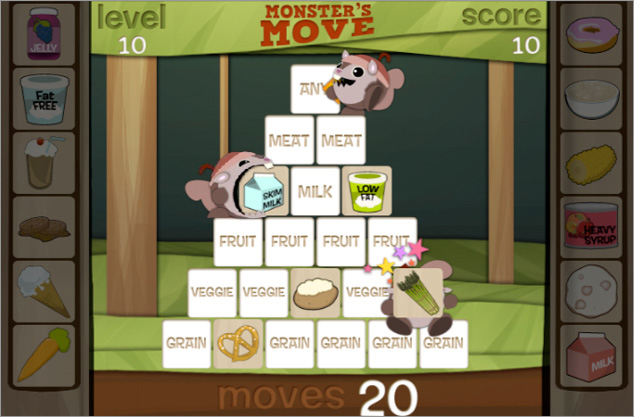 level
MONSTER'S
MOVE
score
10
10
JELLY
Fat
FREE
ANY
MEAT MEAT
SKIM
MILK
MILK
LOW
FAT
FRUIT FRUIT FRUIT FRUIT
HEAVY
SYRUP
VEGGIE VEGGIE VEGGIE
GRAIN GRAIN GRAIN GRAIN GRAIN
MILK
moves 20